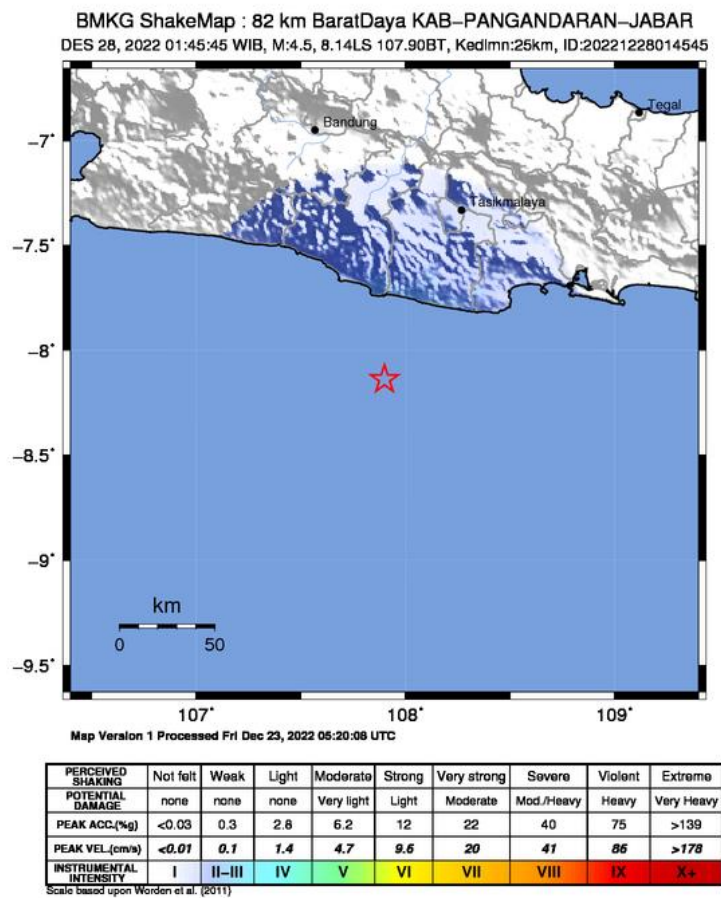 BMKG ShakeMap : 82 km BaratDaya KAB-PANGANDARAN-JABAR
DES 28, 2022 01:45:45 WIB, M:4.5, 8.14LS 107.90BT, Kedlmn:25km, ID:20221228014545
Tegal
Bandung
-7˚
Tasikmalaya
-7.5˚
-8˚
-8.5˚
-9˚
km
0 50
-9.5˚
107˚ 108˚ 109˚
Map Version 1 Processed Fri Dec 23, 2022 05:20:08 UTC
PERCEIVED SHAKING Not felt Weak Light Moderate Strong Very strong Severe Violent Extreme
POTENTIAL DAMAGE none none none Very light Light Moderate Mod./Heavy Heavy Very Heavy
PEAK ACC.(%g) <0.03 0.3 2.8 6.2 12 22 40 75 >139
PEAK VEL.(cm/s) <0.01 0.1 1.4 4.7 9.6 20 41 86 >178
INSTRUMENTAL INTENSITY I II-III IV V VI VII VIII IX X+
Scale based upon Worden et al. (2011)